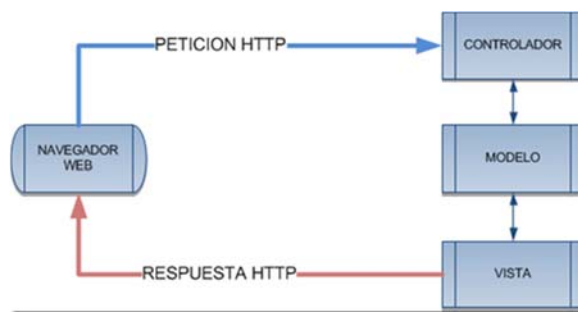 PETICION HTTP
CONTROLADOR
NAVEGADOR
WEB
MODELO
RESPUESTA HTTP
VISTA